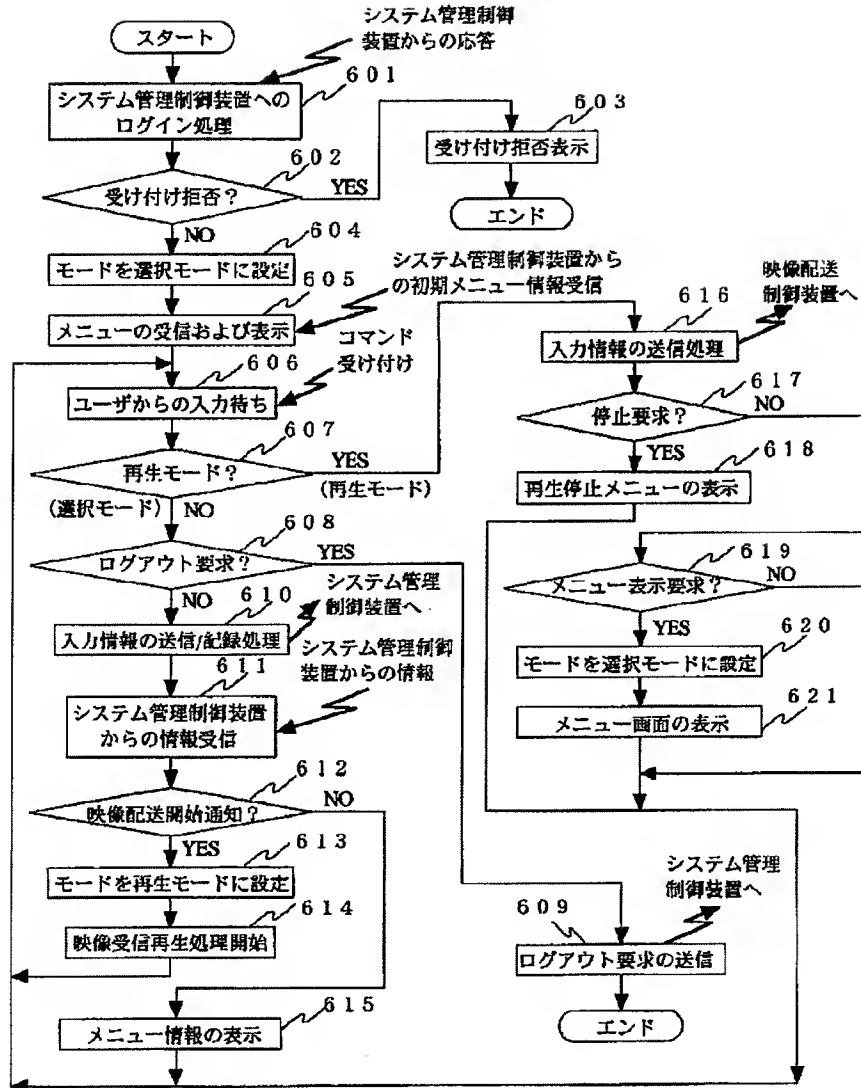 スタート
システム管理制御
装置からの応答
601
システム管理制御装置への
ログイン処理
602
受け付け拒否?
YES
NO
603
受け付け拒否表示
エンド
604
モードを選択モードに設定
605
システム管理制御装置から
の初期メニュー情報受信
メニューの受信および表示
606
コマンド
受け付け
ユーザからの入力待ち
607
再生モード?
YES
(再生モード)
(選択モード)
NO
608
ログアウト要求?
YES
NO
610
システム管理
制御装置へ
入力情報の送信/記録処理
611
システム管理制御
装置からの情報
システム管理制御装置
からの情報受信
612
映像配送開始通知?
NO
YES
613
モードを再生モードに設定
614
映像受信再生処理開始
615
メニュー情報の表示
616
映像配送
制御装置へ
入力情報の送信処理
617
停止要求?
NO
YES
618
再生停止メニューの表示
619
メニュー表示要求?
NO
YES
620
モードを選択モードに設定
621
メニュー画面の表示
609
システム管理
制御装置へ
ログアウト要求の送信
エンド